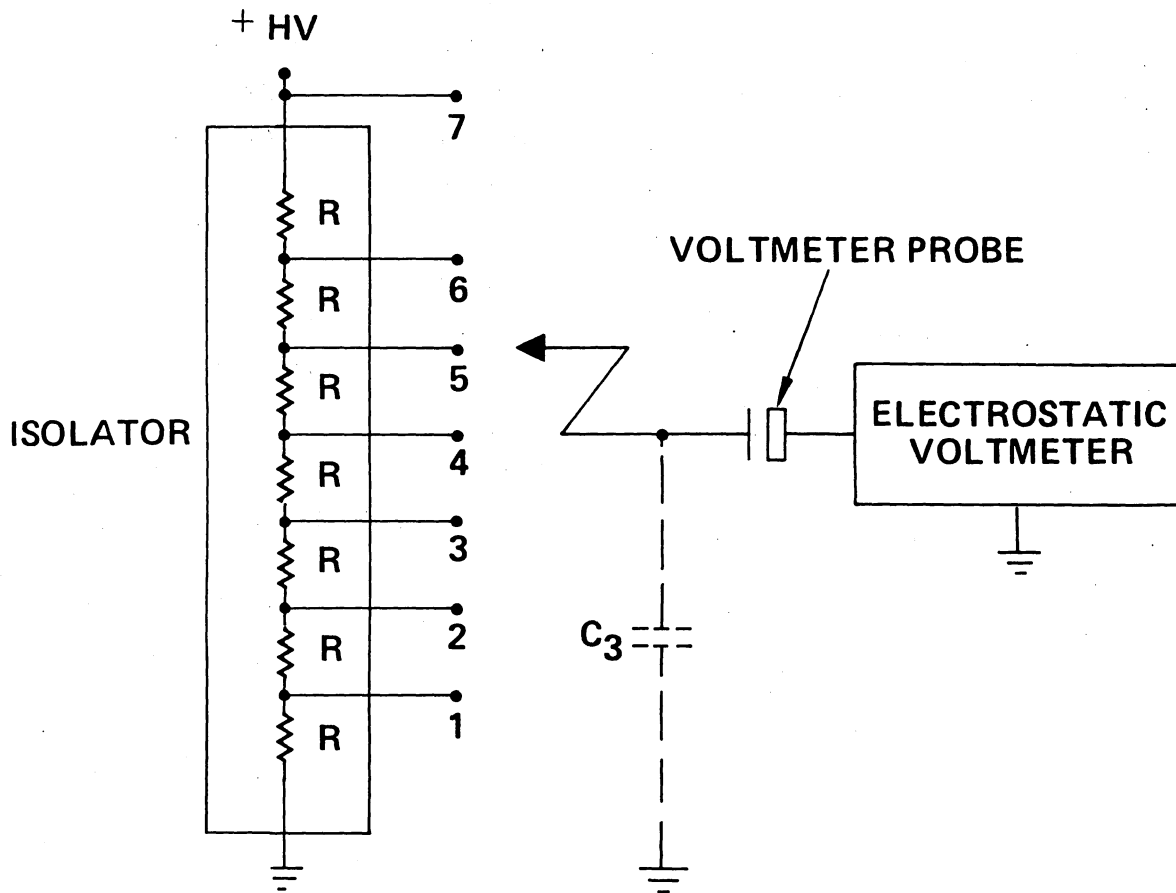 + HV
7
R
6
R
5
R
4
R
3
R
2
R
1
R
ISOLATOR
VOLTMETER PROBE
ELECTROSTATIC
VOLTMETER
C3